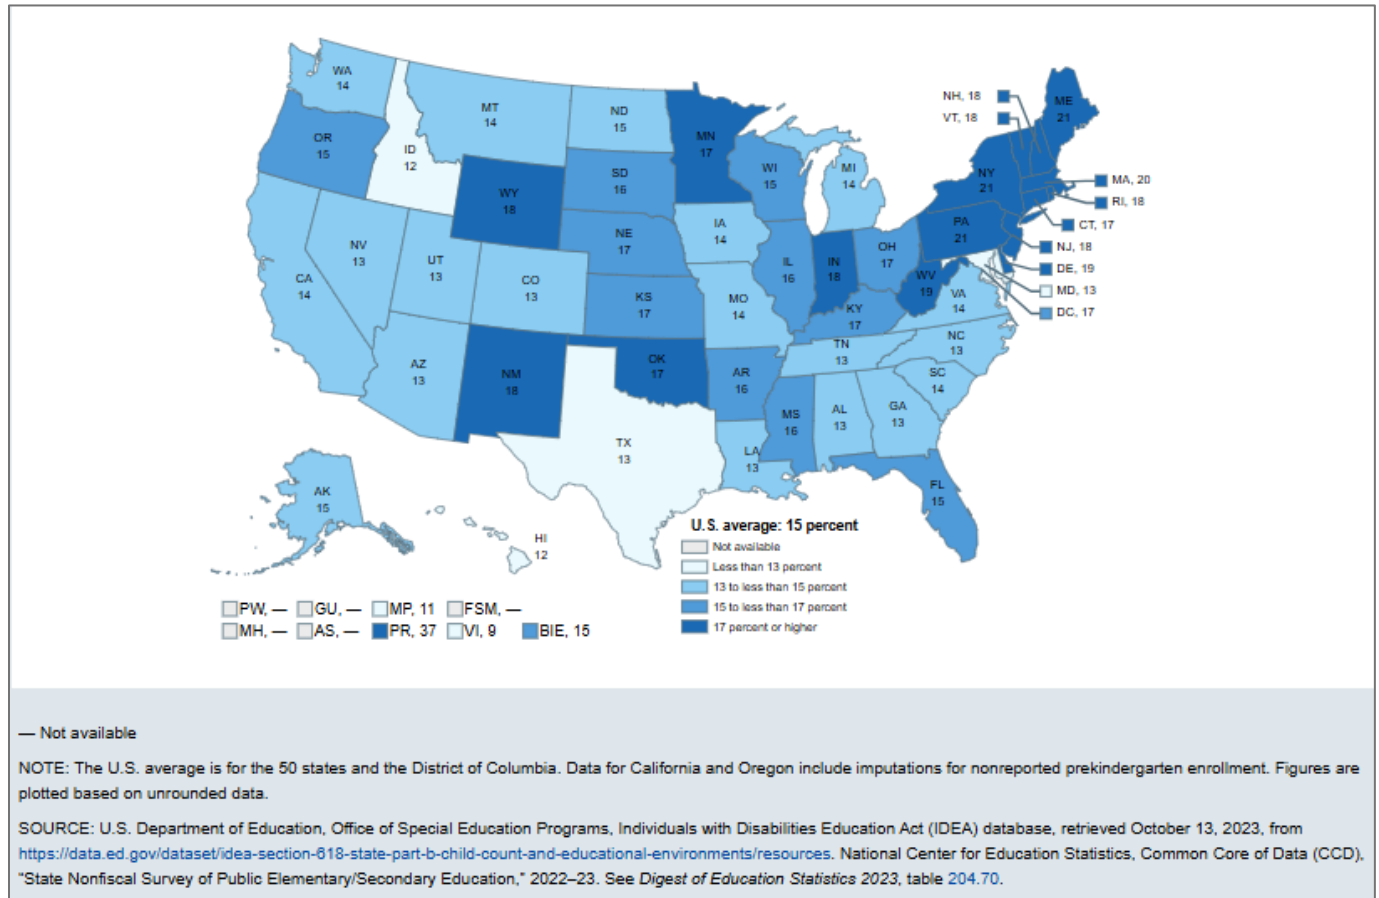 WA
14
MT
14
ND
15
MN
17
NH, 18
VT, 18
ME
21
OR
15
ID
12
WY
18
SD
16
WI
15
MI
14
NY
21
MA, 20
RI, 18
CT, 17
NJ, 18
DE, 19
MD, 13
DC, 17
NV
13
UT
13
CA
14
CO
13
NE
17
IA
14
IL
16
IN
18
OH
17
PA
21
WV
19
VA
14
KS
17
MO
14
KY
17
TN
13
NC
13
SC
14
AZ
13
NM
18
OK
17
AR
16
MS
16
AL
13
GA
13
TX
13
LA
13
FL
15
AK
15
HI
12
U.S. average: 15 percent
Not available
Less than 13 percent
13 to less than 15 percent
15 to less than 17 percent
17 percent or higher
PW, — GU, — MP, 11 FSM, —
MH, — AS, — PR, 37 VI, 9 BIE, 15
— Not available
NOTE: The U.S. average is for the 50 states and the District of Columbia. Data for California and Oregon include imputations for nonreported prekindergarten enrollment. Figures are
plotted based on unrounded data.
SOURCE: U.S. Department of Education, Office of Special Education Programs, Individuals with Disabilities Education Act (IDEA) database, retrieved October 13, 2023, from
https://data.ed.gov/dataset/idea-section-618-state-part-b-child-count-and-educational-environments/resources. National Center for Education Statistics, Common Core of Data (CCD),
"State Nonfiscal Survey of Public Elementary/Secondary Education," 2022–23. See Digest of Education Statistics 2023, table 204.70.